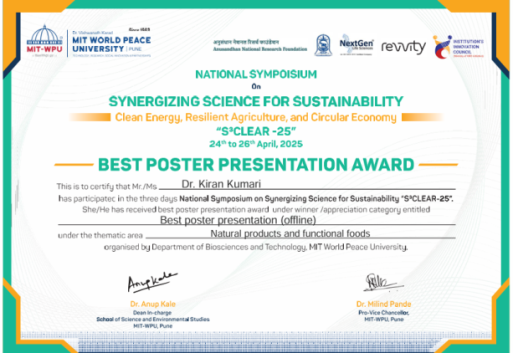 Dr. Vishwanath Karad
Since 1983
MIT-WPU
MIT WORLD PEACE
UNIVERSITY | PUNE
अनुसंधान नेशनल रिसर्च फाउंडेशन
Anusandhan National Research Foundation
NextGen
Life Sciences
revvity
INSTITUTION'S
INNOVATION
COUNCIL
NATIONAL SYMPOISIUM
On
SYNERGIZING SCIENCE FOR SUSTAINABILITY
Clean Energy, Resilient Agriculture, and Circular Economy
“S³CLEAR -25”
24th to 26th April, 2025
BEST POSTER PRESENTATION AWARD
This is to certify that Mr./Ms. Dr. Kiran Kumari
has participated in the three days National Symposium on Synergizing Science for Sustainability “S³CLEAR-25”.
She/He has received best poster presentation award under winner /appreciation category entitled
Best poster presentation (offline)
under the thematic area Natural products and functional foods
organised by Department of Biosciences and Technology, MIT World Peace University.
Anup Kale
Dr. Anup Kale
Dean In-charge
School of Science and Environmental Studies
MIT-WPU, Pune
Dr. Milind Pande
Pro-Vice Chancellor,
MIT-WPU, Pune